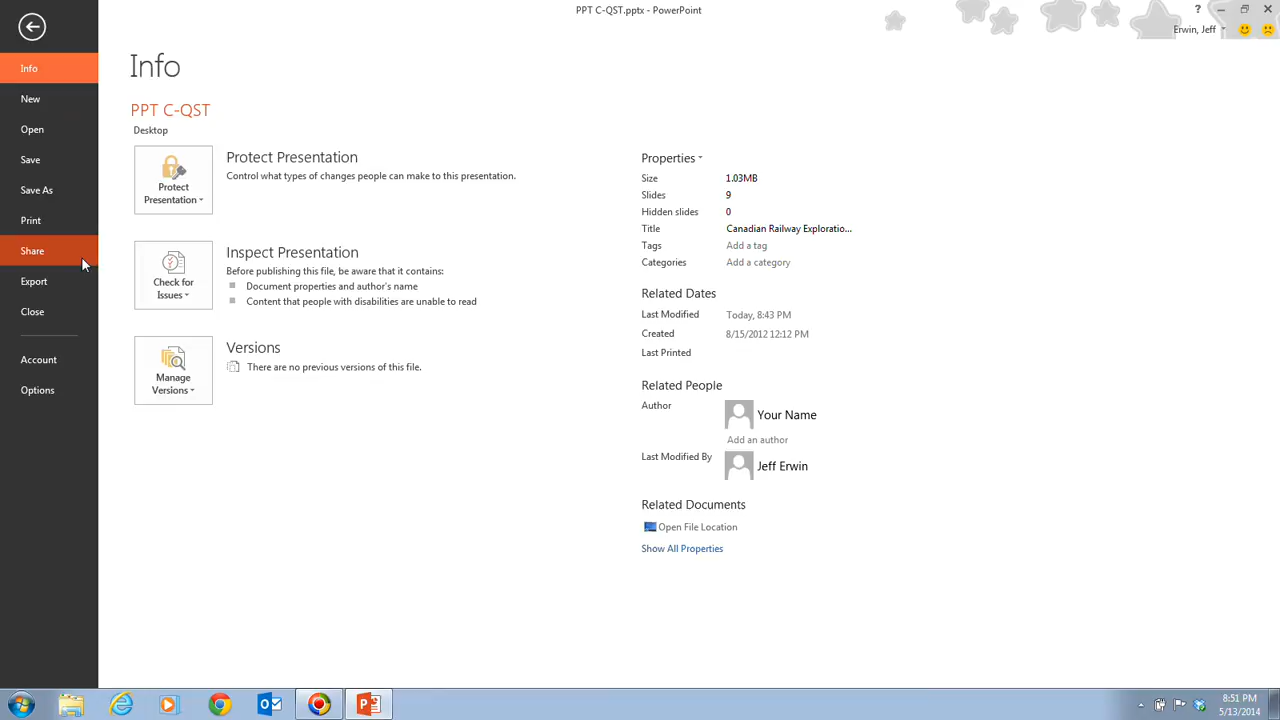 PPT C-QST.pptx - PowerPoint
?
Erwin, Jeff
Info
New
Open
Save
Save As
Print
Share
Export
Close
Account
Options
Info
PPT C-QST
Desktop
Protect Presentation
Protect Presentation
Control what types of changes people can make to this presentation.
Check for Issues
Inspect Presentation
Before publishing this file, be aware that it contains:
Document properties and author's name
Content that people with disabilities are unable to read
Manage Versions
Versions
There are no previous versions of this file.
Properties
Size 1.03MB
Slides 9
Hidden slides 0
Title Canadian Railway Exploratio...
Tags Add a tag
Categories Add a category
Related Dates
Last Modified Today, 8:43 PM
Created 8/15/2012 12:12 PM
Last Printed
Related People
Author Your Name
Add an author
Last Modified By Jeff Erwin
Related Documents
Open File Location
Show All Properties
8:51 PM
5/13/2014